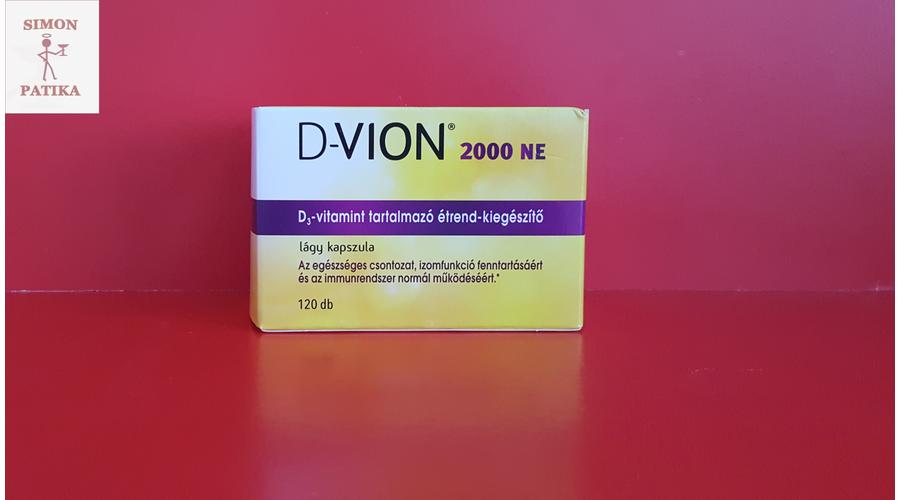 SIMON
PATIKA
D-VION® 2000 NE
D₃-vitamint tartalmazó étrend-kiegészítő
lágy kapszula
Az egészséges csontozat, izomfunkció fenntartásáért
és az immunrendszer normál működéséért.*
120 db